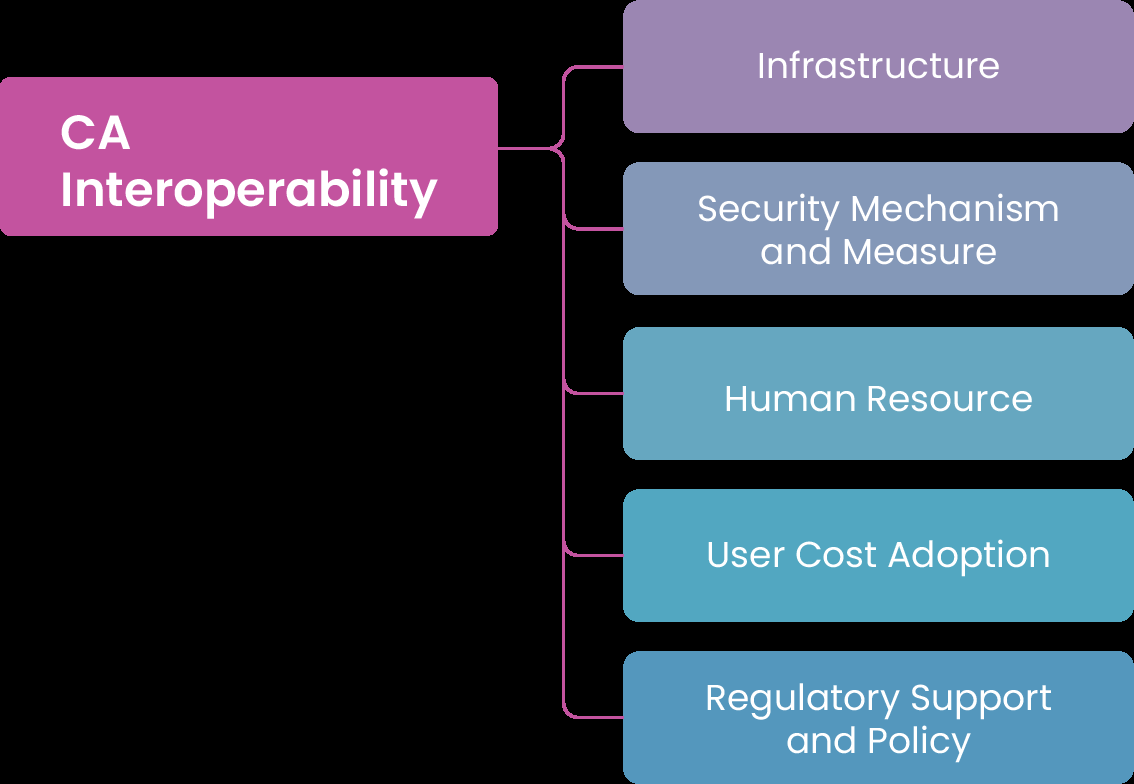 CA
Interoperability
Infrastructure
Security Mechanism
and Measure
Human Resource
User Cost Adoption
Regulatory Support
and Policy